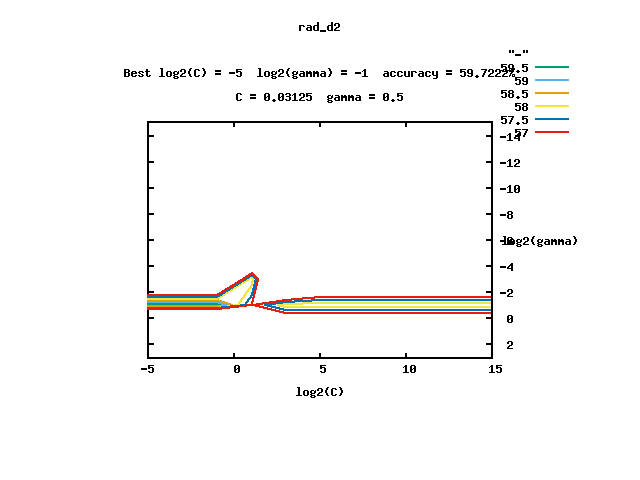 rad_d2
"-"
Best log2(C) = -5  log2(gamma) = -1  accuracy = 59.7222%
59.5
59
C = 0.03125  gamma = 0.5
58.5
58
57.5
57
-14
-12
-10
-8
-6
log2(gamma)
-4
-2
0
2
-5 0 5 10 15
log2(C)